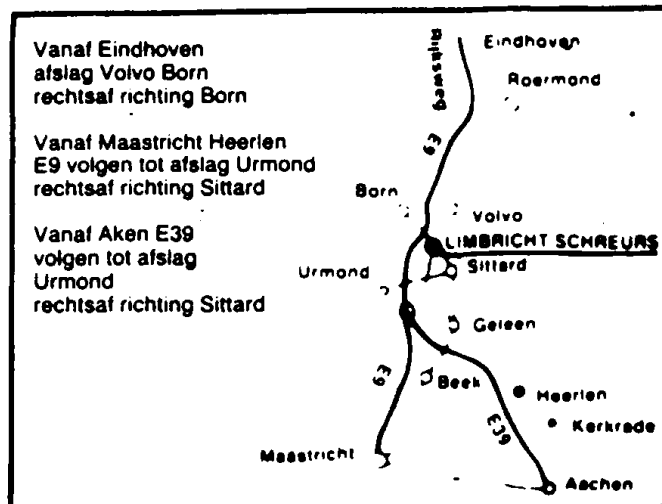 Vanaf Eindhoven
afslag Volvo Born
rechtsaf richting Born
Vanaf Maastricht Heerlen
E9 volgen tot afslag Urmond
rechtsaf richting Sittard
Vanaf Aken E39
volgen tot afslag
Urmond
rechtsaf richting Sittard
Eindhoven
Rijksweg
Roermond
E9
Born
Volvo
LIMBRICHT SCHREURS
Sittard
Urmond
Geleen
E9
Beek
Heerlen
E39
Kerkrade
Maastricht
Aachen